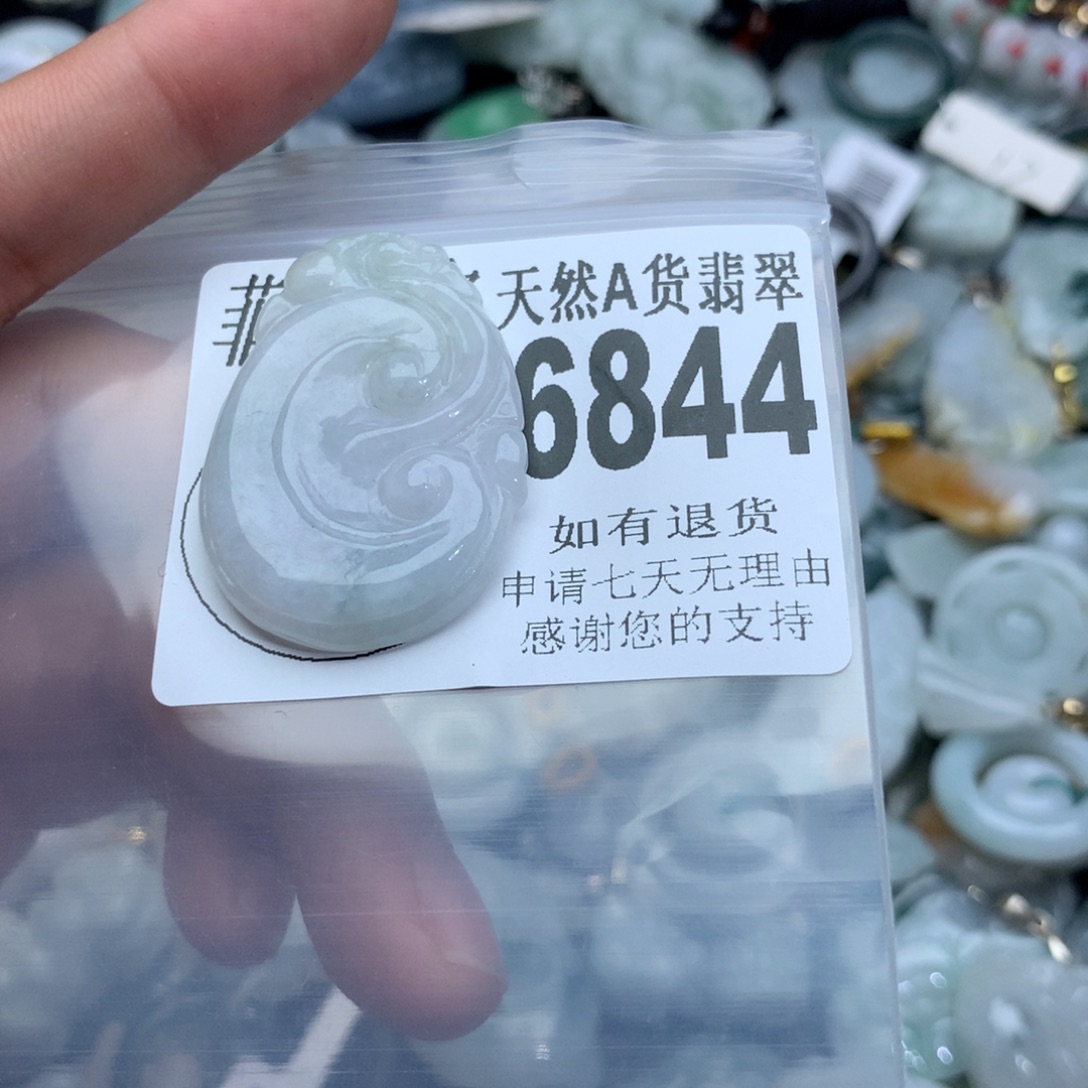 天然A货翡翠
6844
如有退货
申请七天无理由
感谢您的支持